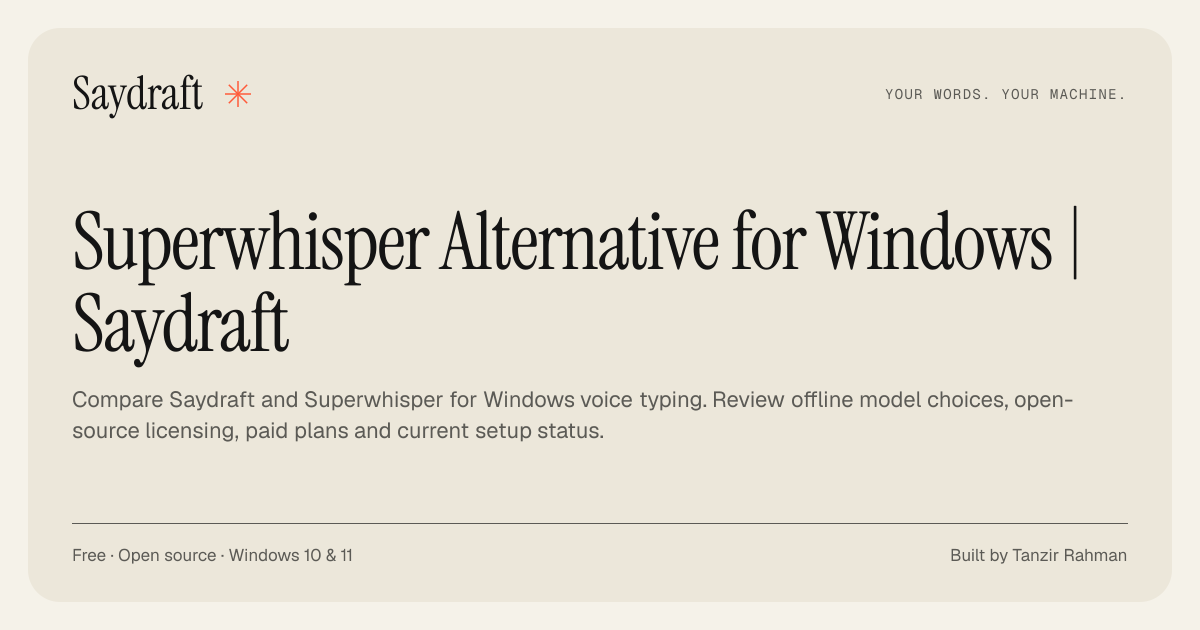 Saydraft
YOUR WORDS. YOUR MACHINE.
Superwhisper Alternative for Windows |
Saydraft
Compare Saydraft and Superwhisper for Windows voice typing. Review offline model choices, open-
source licensing, paid plans and current setup status.
Free · Open source · Windows 10 & 11
Built by Tanzir Rahman